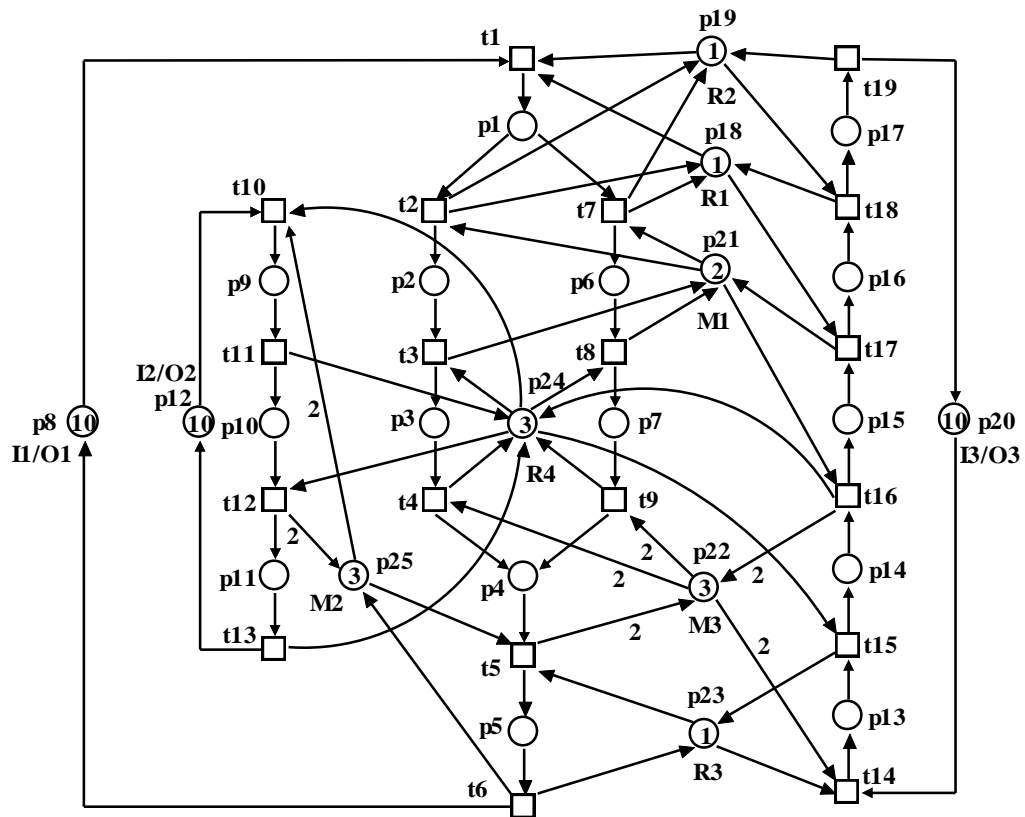 p19
t1
1
t19
R2
p1
p18
p17
1
t10
R1
t2
t7
t18
p21
p9
p2
p6
2
p16
M1
t11
t3
t8
t17
I2/O2
p24
p8
10
p12
10
p10
2
p3
3
p7
p15
10
p20
I1/O1
R4
I3/O3
t12
t4
t9
t16
2
p11
p25
3
M2
p4
2
2
p22
3
M3
2
p14
t13
t5
2
2
t15
p23
p5
1
p13
R3
t6
t14